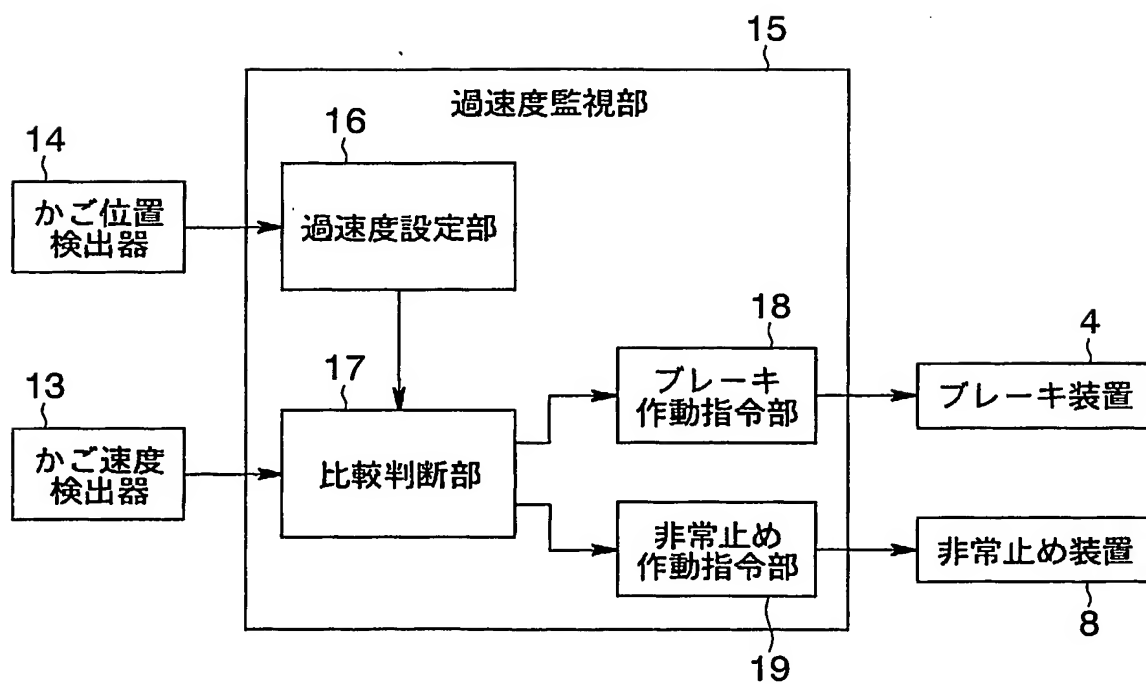 15
過速度監視部
14
16
かご位置
検出器
過速度設定部
18
4
13
17
ブレーキ
作動指令部
ブレーキ装置
かご速度
検出器
比較判断部
非常止め
作動指令部
非常止め装置
8
19